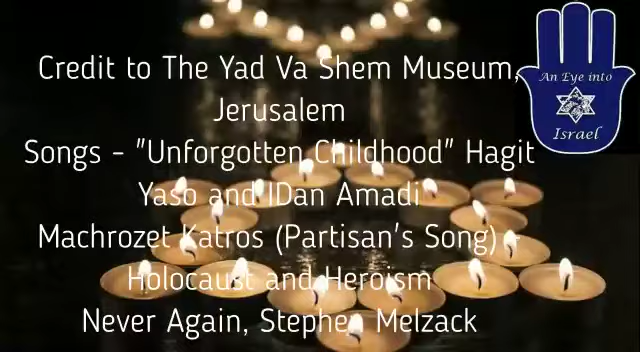 Credit to The Yad Va Shem Museum,
Jerusalem
Songs - "Unforgotten Childhood" Hagit
Yaso and IDan Amadi
Machrozet Katros (Partisan's Song) -
Holocaust and Heroism
Never Again, Stephen Melzack
An Eye into
Israel